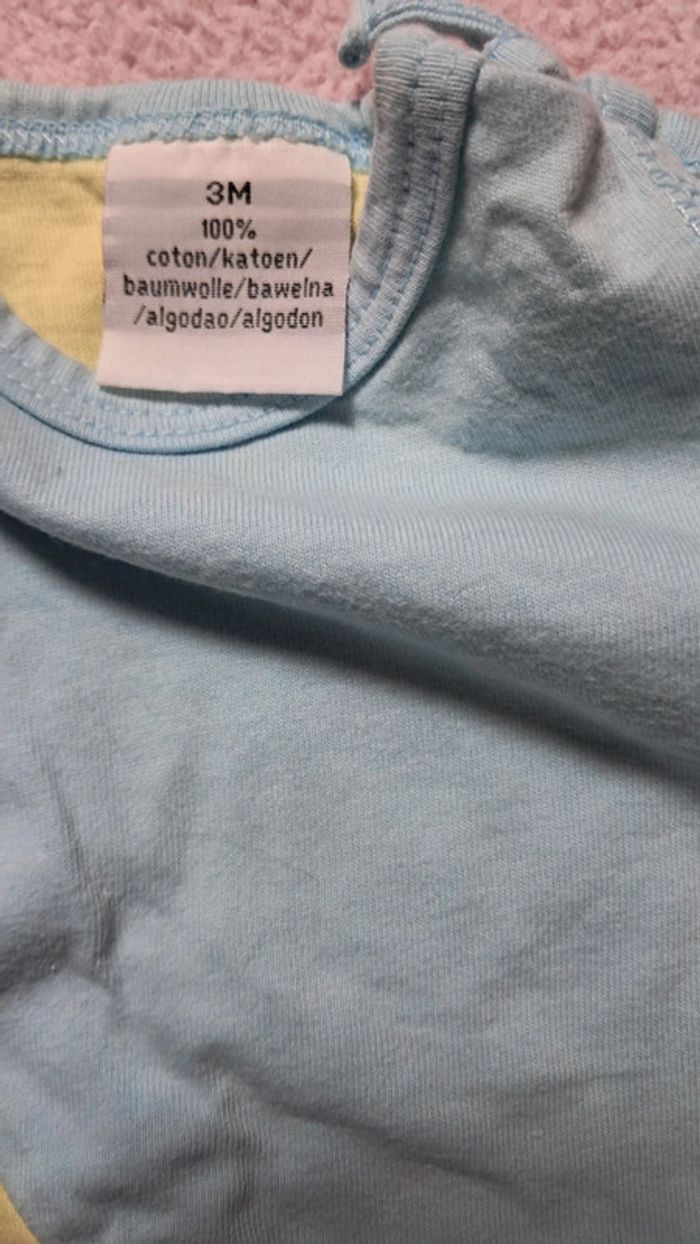 3M
100%
coton/katoen/
baumwolle/bawelna
/algodao/algodon